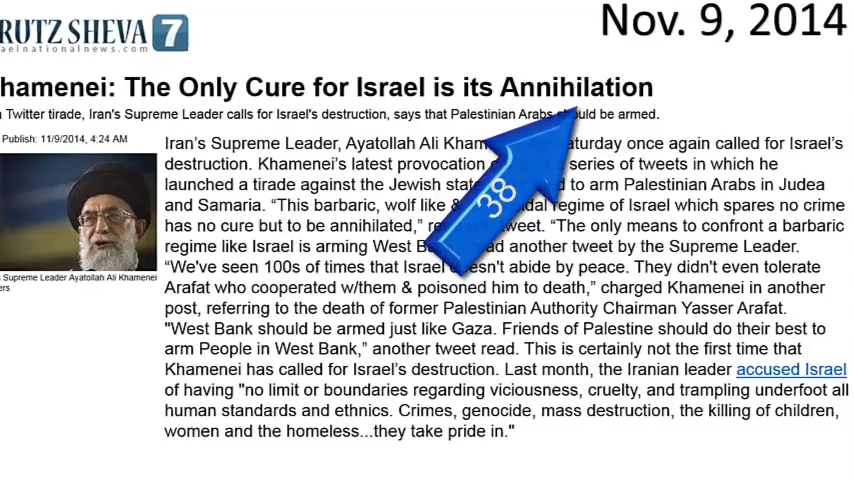 RUTZ SHEVA 7
aelnationalnews.com
Nov. 9, 2014
hamenei: The Only Cure for Israel is its Annihilation
Twitter tirade, Iran's Supreme Leader calls for Israel's destruction, says that Palestinian Arabs should be armed.
Publish: 11/9/2014, 4:24 AM
Iran's Supreme Leader, Ayatollah Ali Kham aturday once again called for Israel's
destruction. Khamenei's latest provocation series of tweets in which he
launched a tirade against the Jewish stat to arm Palestinian Arabs in Judea
and Samaria. "This barbaric, wolf like & dal regime of Israel which spares no crime
has no cure but to be annihilated," re weet. "The only means to confront a barbaric
regime like Israel is arming West B ad another tweet by the Supreme Leader.
"We've seen 100s of times that Israel doesn't abide by peace. They didn't even tolerate
Arafat who cooperated w/them & poisoned him to death," charged Khamenei in another
post, referring to the death of former Palestinian Authority Chairman Yasser Arafat.
"West Bank should be armed just like Gaza. Friends of Palestine should do their best to
arm People in West Bank," another tweet read. This is certainly not the first time that
Khamenei has called for Israel's destruction. Last month, the Iranian leader accused Israel
of having "no limit or boundaries regarding viciousness, cruelty, and trampling underfoot all
human standards and ethnics. Crimes, genocide, mass destruction, the killing of children,
women and the homeless...they take pride in."
38
s Supreme Leader Ayatollah Ali Khamenei
ers